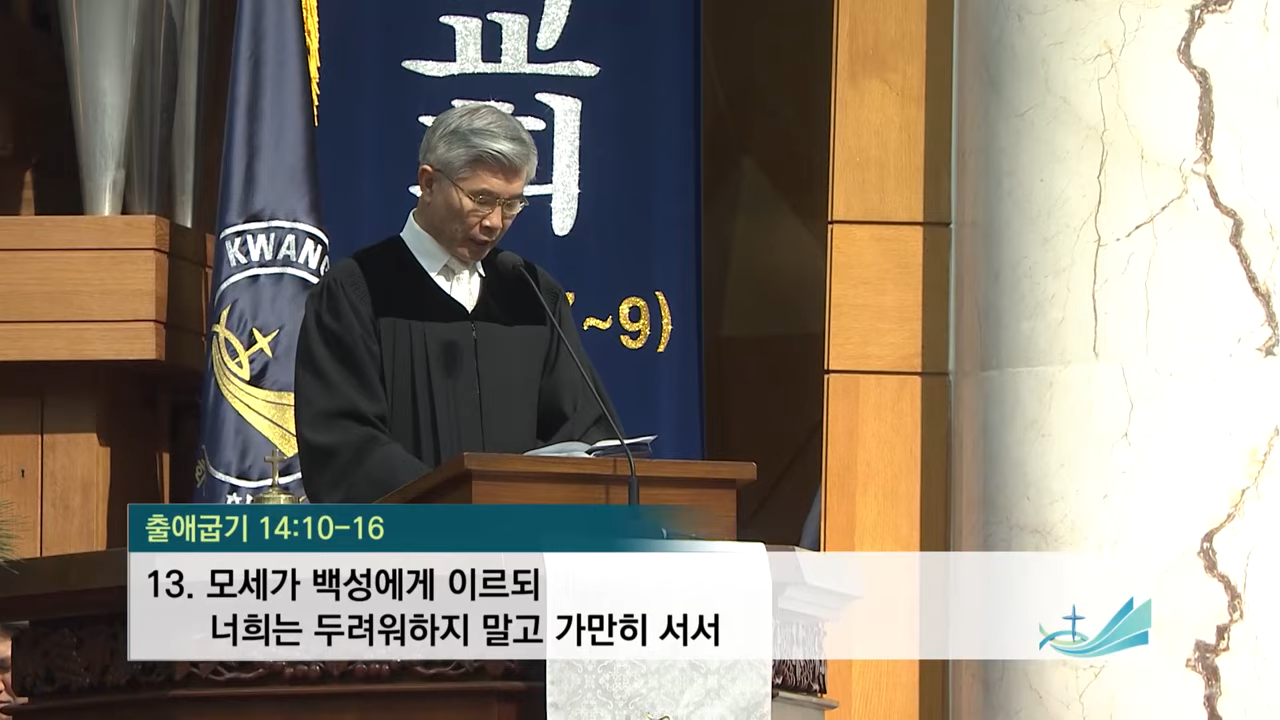 교
회
~9)
KWANG
출애굽기 14:10-16
13. 모세가 백성에게 이르되
너희는 두려워하지 말고 가만히 서서